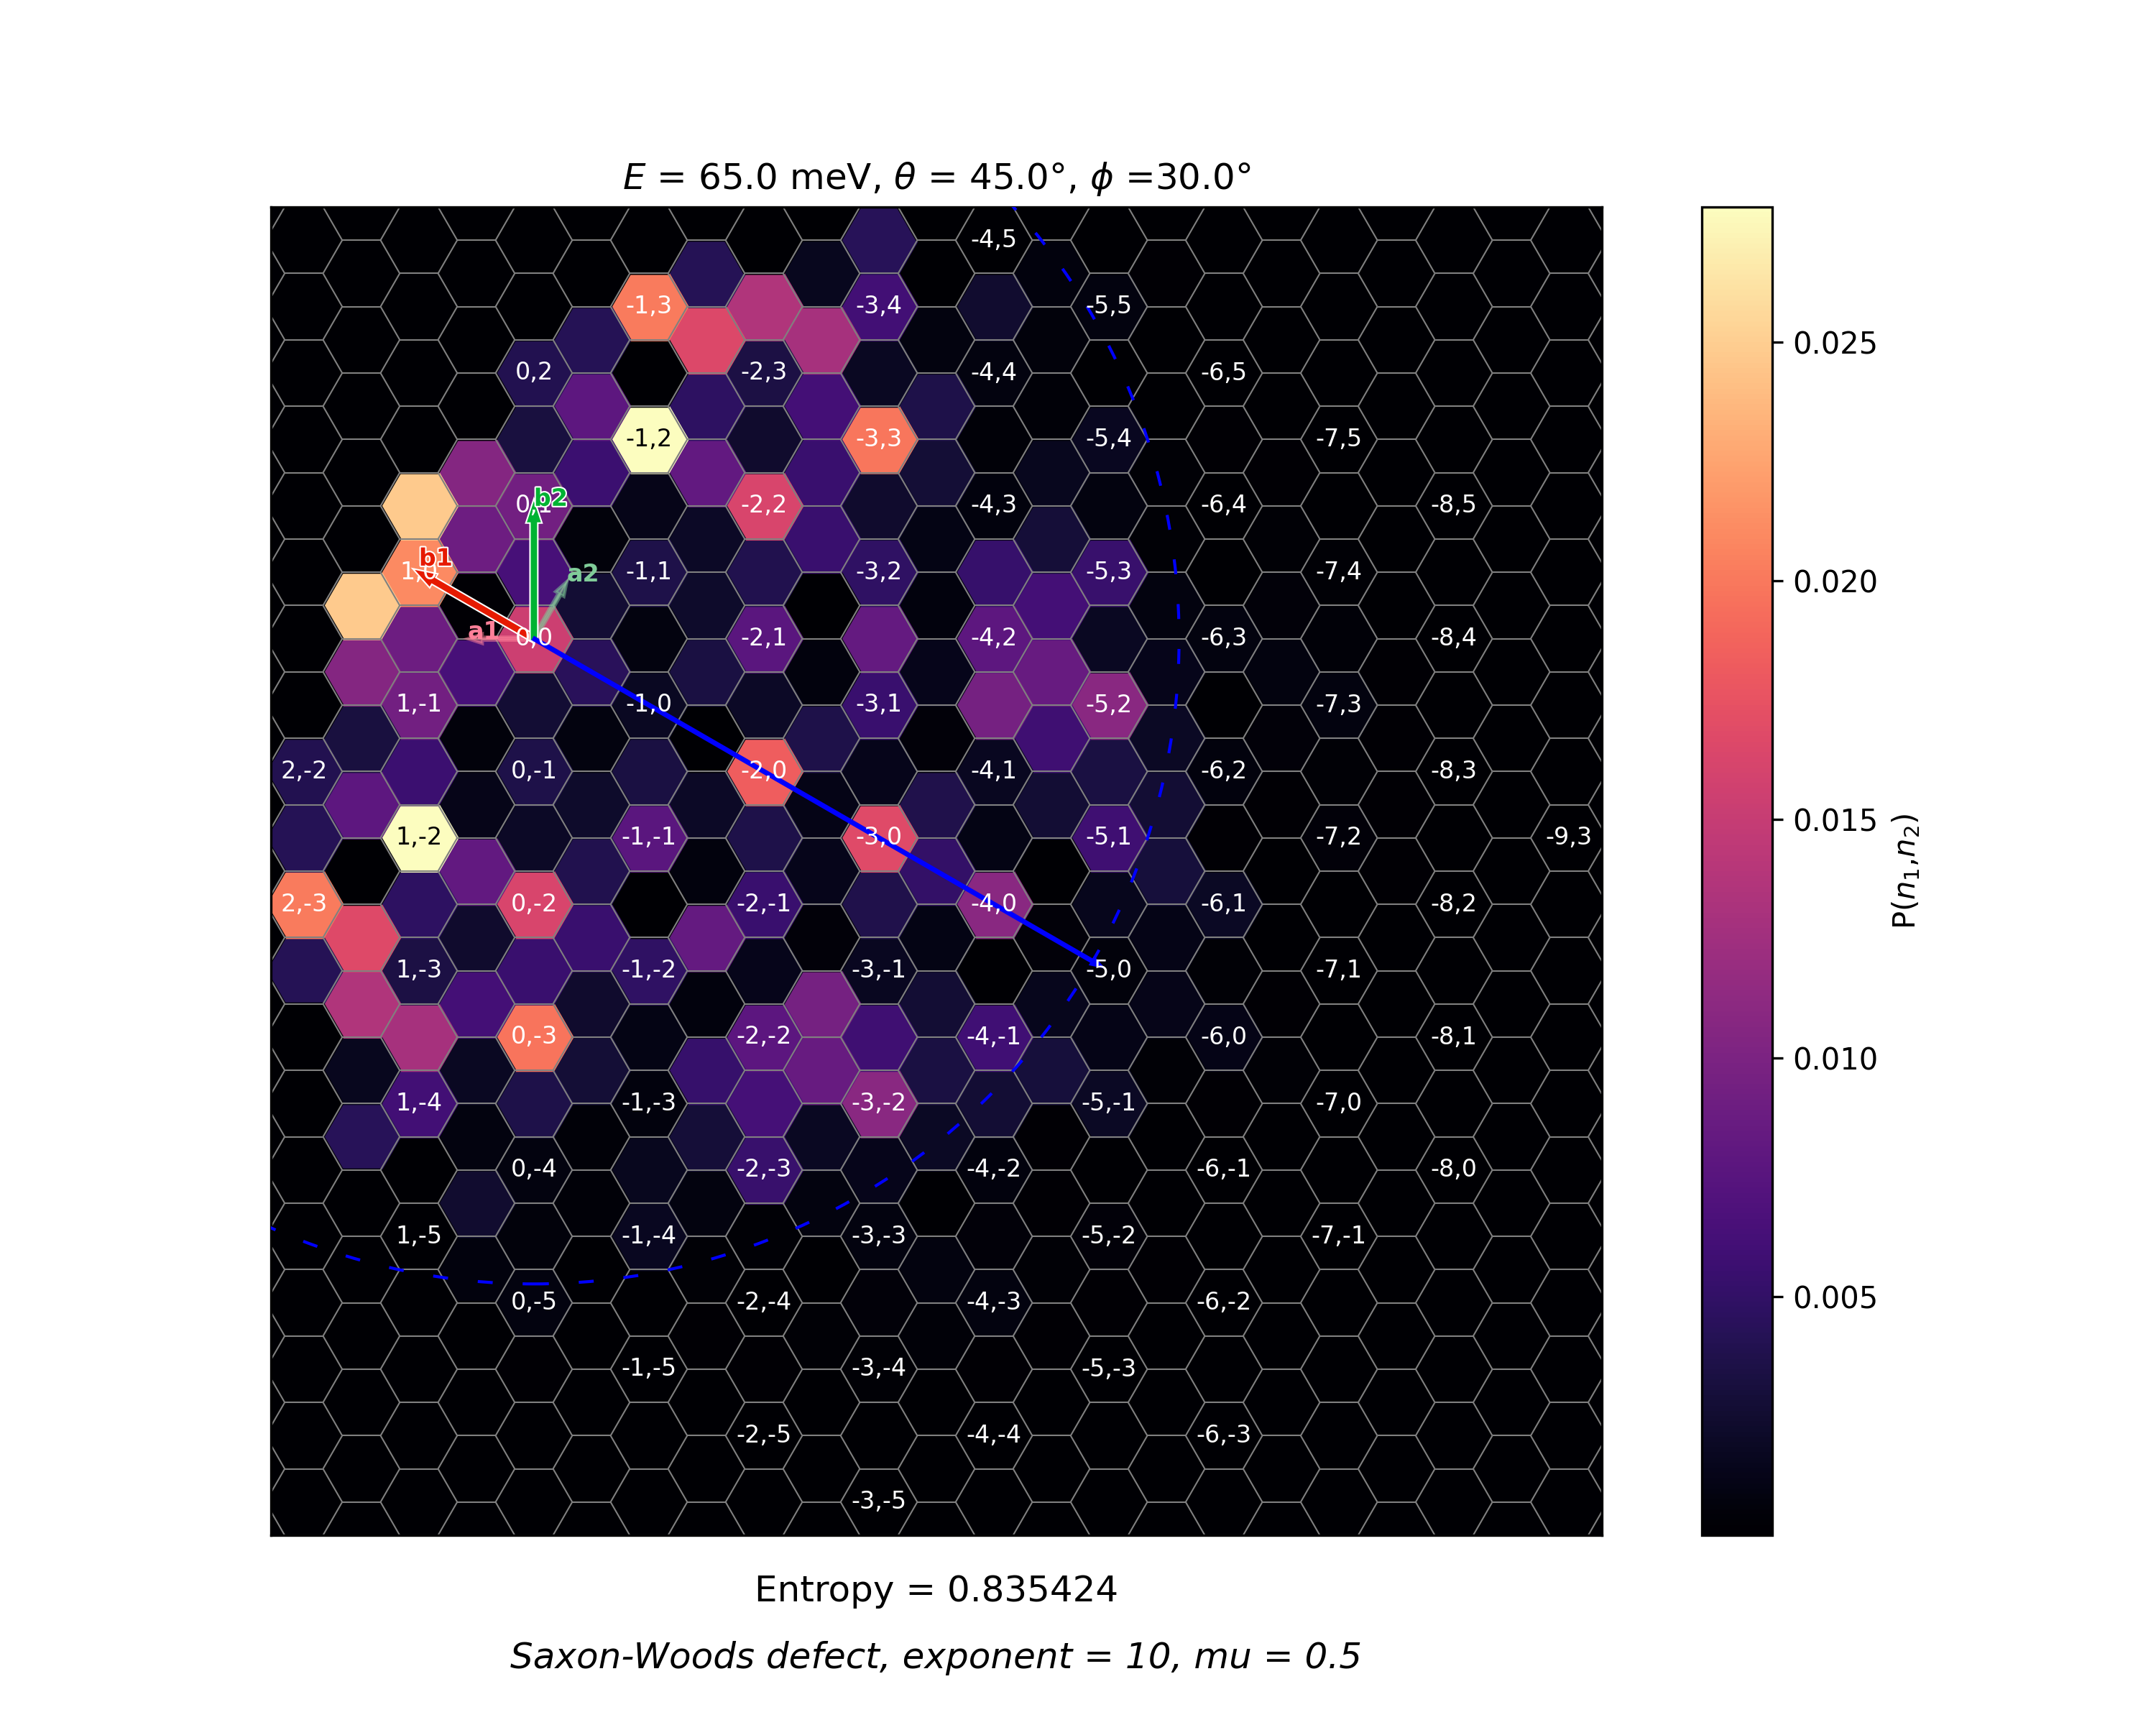 E = 65.0 meV, θ = 45.0°, ϕ =30.0°
-4,5
-1,3 -3,4 -5,5
0,2 -2,3 -4,4 -6,5
-1,2 -3,3 -5,4 -7,5
b2 -2,2 -4,3 -6,4 -8,5
b1 a2 -1,1 -3,2 -5,3 -7,4
a1 0,0 -2,1 -4,2 -6,3 -8,4
1,-1 -1,0 -3,1 -5,2 -7,3
2,-2 0,-1 -2,0 -4,1 -6,2 -8,3
1,-2 -1,-1 -3,0 -5,1 -7,2 -9,3
2,-3 0,-2 -2,-1 -4,0 -6,1 -8,2
1,-3 -1,-2 -3,-1 -5,0 -7,1
0,-3 -2,-2 -4,-1 -6,0 -8,1
1,-4 -1,-3 -3,-2 -5,-1 -7,0
0,-4 -2,-3 -4,-2 -6,-1 -8,0
1,-5 -1,-4 -3,-3 -5,-2 -7,-1
0,-5 -2,-4 -4,-3 -6,-2
-1,-5 -3,-4 -5,-3
-2,-5 -4,-4 -6,-3
-3,-5
0.025
0.020
0.015
0.010
0.005
P(n₁,n₂)
Entropy = 0.835424
Saxon-Woods defect, exponent = 10, mu = 0.5